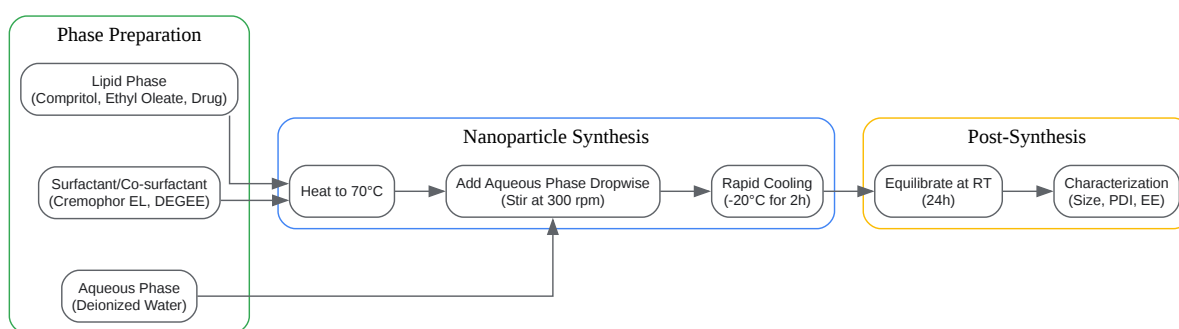 Phase Preparation
Lipid Phase
(Compritol, Ethyl Oleate, Drug)
Surfactant/Co-surfactant
(Cremophor EL, DEGEE)
Aqueous Phase
(Deionized Water)
Nanoparticle Synthesis
Heat to 70°C
Add Aqueous Phase Dropwise
(Stir at 300 rpm)
Rapid Cooling
(-20°C for 2h)
Post-Synthesis
Equilibrate at RT
(24h)
Characterization
(Size, PDI, EE)